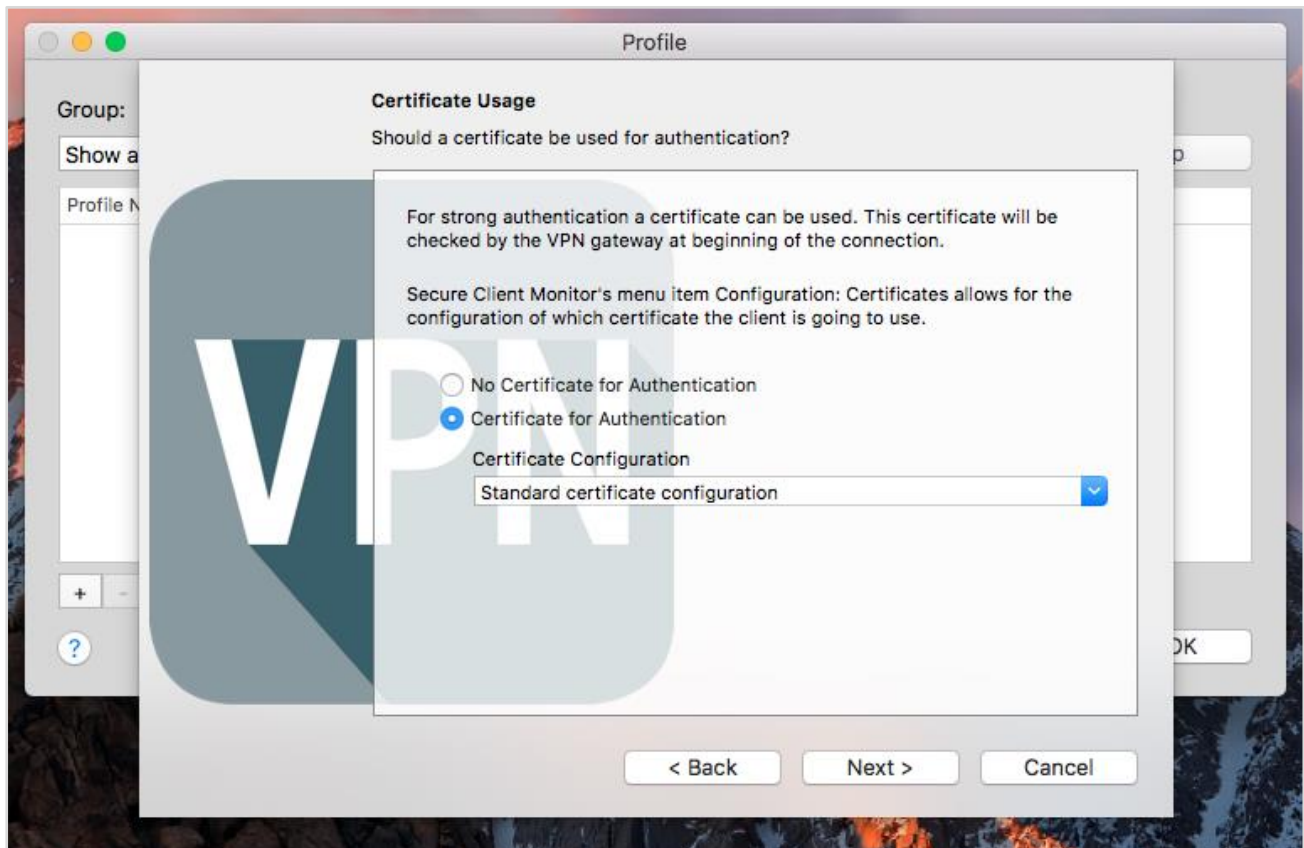 Profile
Group:
Show a
Profile N
Certificate Usage
Should a certificate be used for authentication?
For strong authentication a certificate can be used. This certificate will be
checked by the VPN gateway at beginning of the connection.
Secure Client Monitor's menu item Configuration: Certificates allows for the
configuration of which certificate the client is going to use.
VPN
No Certificate for Authentication
Certificate for Authentication
Certificate Configuration
Standard certificate configuration
+ -
?
p
OK
< Back Next > Cancel